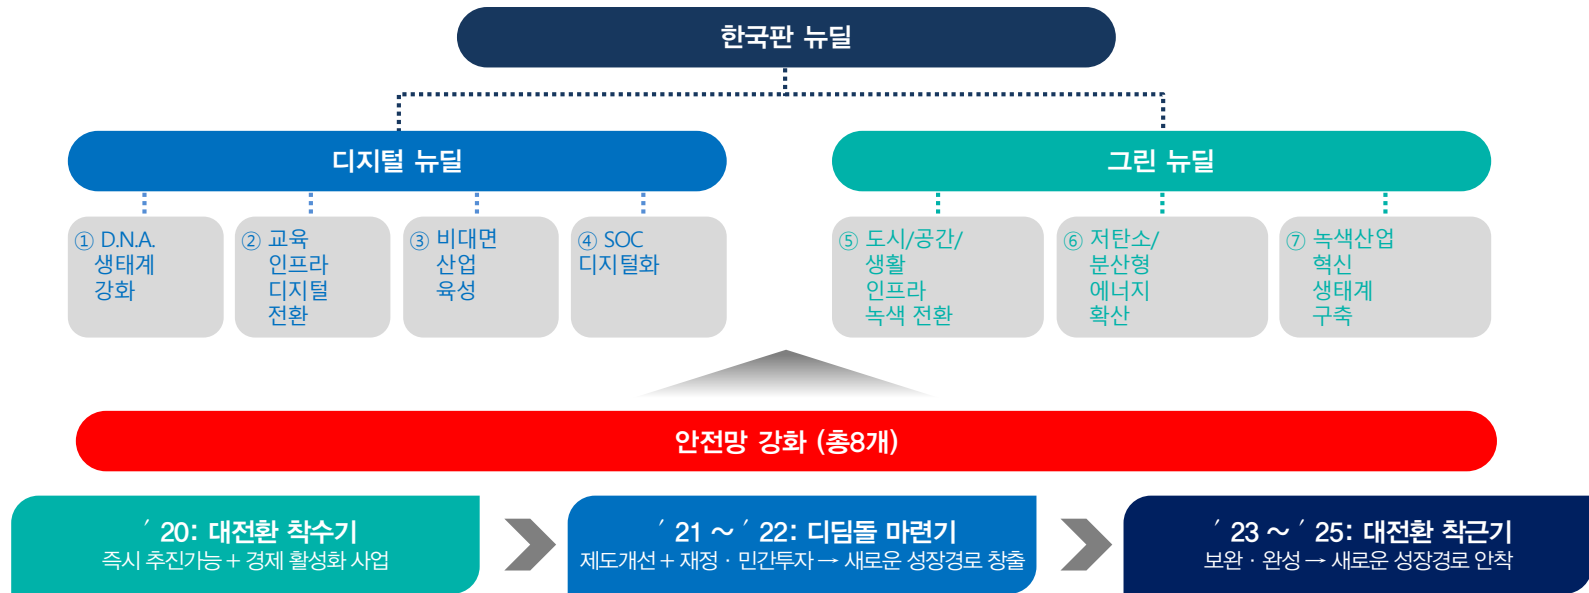 한국판 뉴딜
디지털 뉴딜
그린 뉴딜
① D.N.A.
생태계
강화
② 교육
인프라
디지털
전환
③ 비대면
산업
육성
④ SOC
디지털화
⑤ 도시/공간/
생활
인프라
녹색 전환
⑥ 저탄소/
분산형
에너지
확산
⑦ 녹색산업
혁신
생태계
구축
안전망 강화 (총8개)
′20: 대전환 착수기
즉시 추진가능 + 경제 활성화 사업
′21 ~ ′22: 디딤돌 마련기
제도개선 + 재정 · 민간투자 → 새로운 성장경로 창출
′23 ~ ′25: 대전환 착근기
보완 · 완성 → 새로운 성장경로 안착